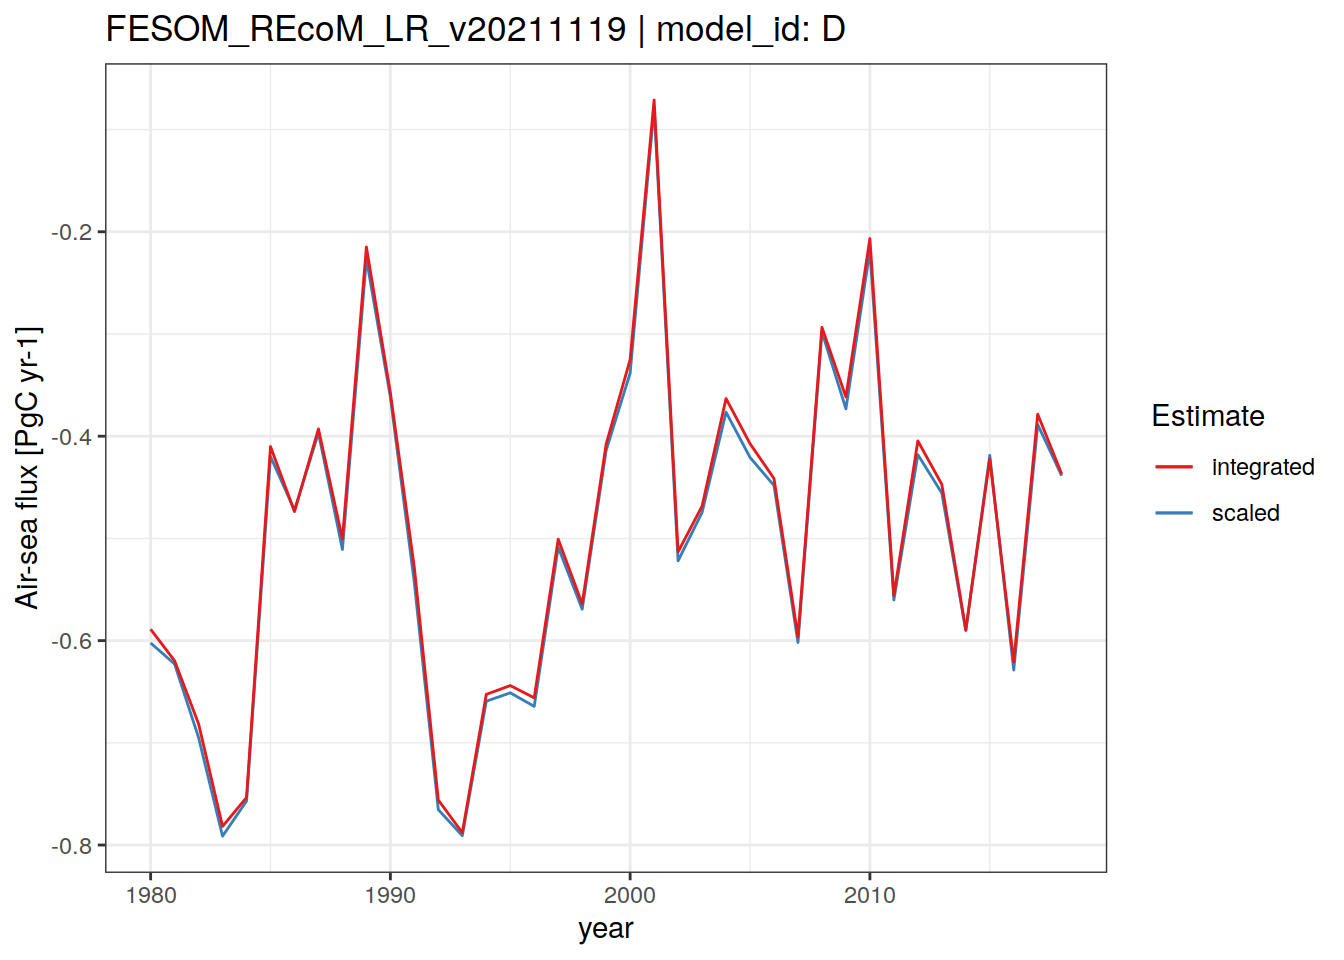 FESOM_REcoM_LR_v20211119 | model_id: D
Air-sea flux [PgC yr-1]
-0.2
-0.4
-0.6
-0.8
1980 1990 2000 2010
year
Estimate
integrated
scaled